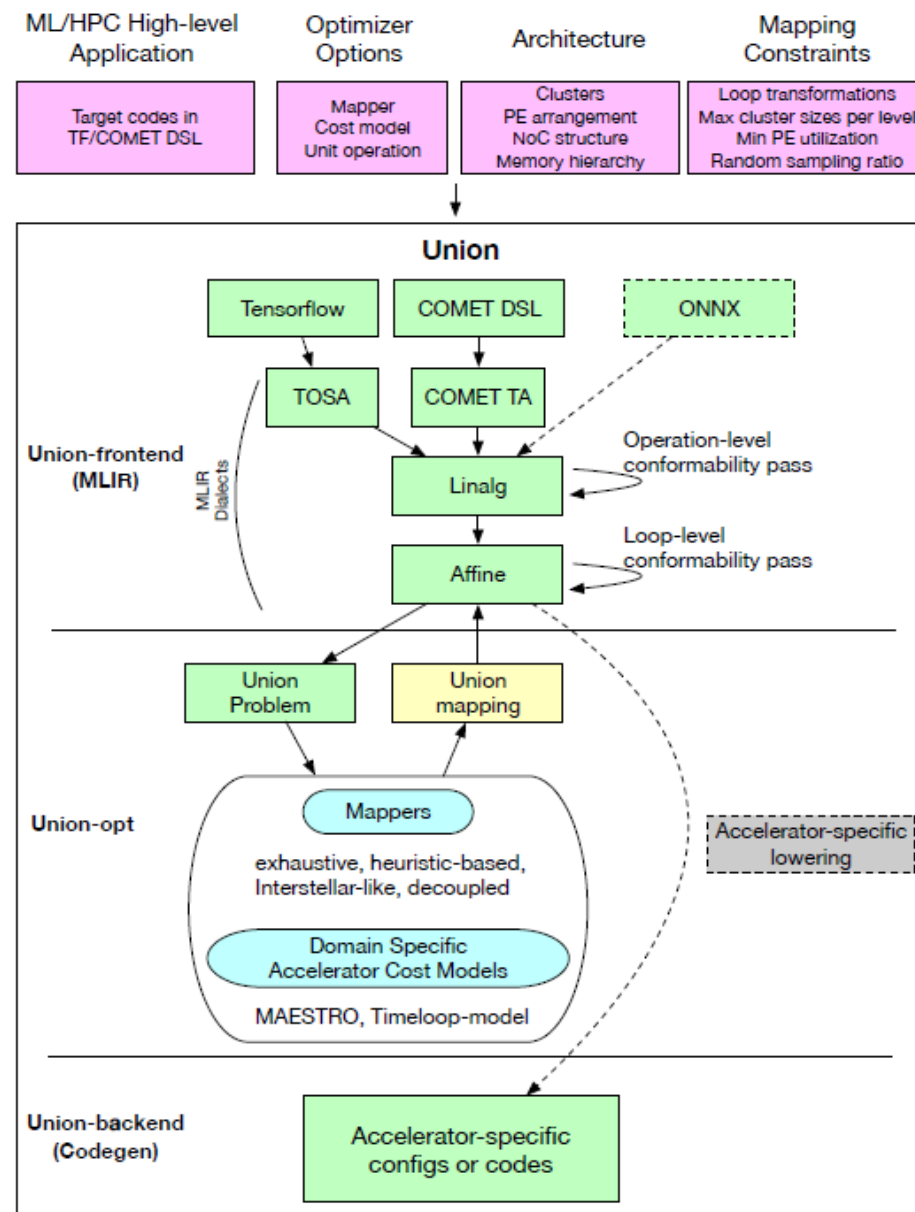 ML/HPC High-level
Application
Optimizer
Options
Architecture
Mapping
Constraints
Target codes in
TF/COMET DSL
Mapper
Cost model
Unit operation
Clusters
PE arrangement
NoC structure
Memory hierarchy
Loop transformations
Max cluster sizes per level
Min PE utilization
Random sampling ratio
Union
Tensorflow
COMET DSL
ONNX
TOSA
COMET TA
Union-frontend
(MLIR)
MLIR
Dialects
Linalg
Operation-level
conformability pass
Affine
Loop-level
conformability pass
Union
Problem
Union
mapping
Union-opt
Mappers
exhaustive, heuristic-based,
Interstellar-like, decoupled
Domain Specific
Accelerator Cost Models
MAESTRO, Timeloop-model
Accelerator-specific
lowering
Union-backend
(Codegen)
Accelerator-specific
configs or codes